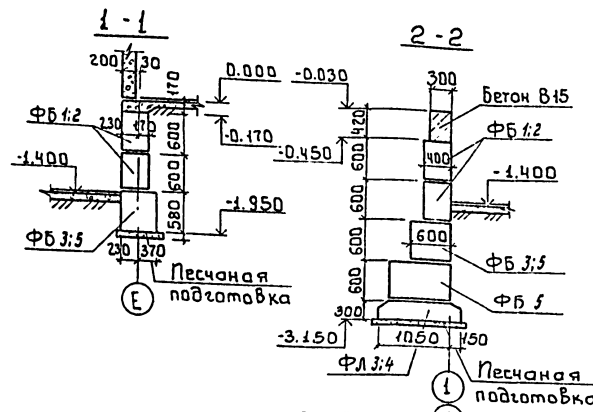 1 - 1
200 30
170
0.000
230 170
600
-0.170
ФБ 1:2
600
-1.400
580
-1.950
ФБ 3;5
230 370
Песчаная
подготовка
Е
2 - 2
-0.030
300
Бетон В15
420
ФБ 1:2
-0.450
600
400
-1.400
600
600
600
ФБ 3;5
600
ФБ 5
300
-3.150
1050 150
ФЛ 3;4
Песчаная
подготовка
1